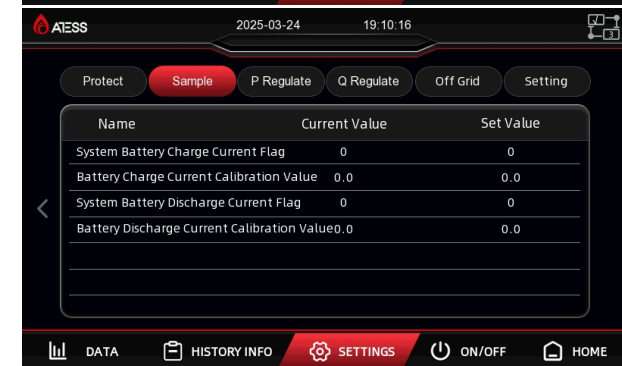 ATESS 2025-03-24 19:10:16
3
Protect Sample P Regulate Q Regulate Off Grid Setting
Name Current Value Set Value
System Battery Charge Current Flag 0 0
Battery Charge Current Calibration Value 0.0 0.0
System Battery Discharge Current Flag 0 0
Battery Discharge Current Calibration Value0.0 0.0
DATA HISTORY INFO SETTINGS ON/OFF HOME